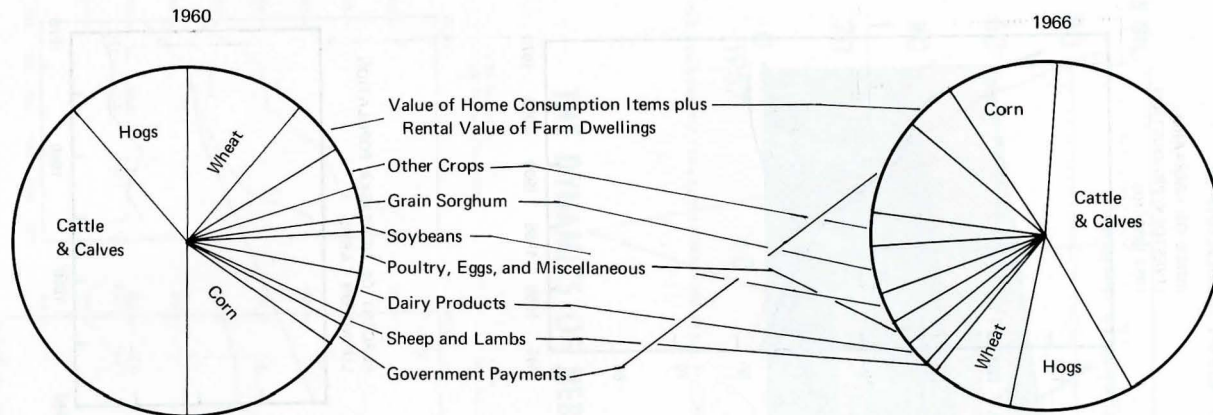 1960
1966
Hogs
Wheat
Cattle
& Calves
Corn
Value of Home Consumption Items plus
Rental Value of Farm Dwellings
Other Crops
Grain Sorghum
Soybeans
Poultry, Eggs, and Miscellaneous
Dairy Products
Sheep and Lambs
Government Payments
Corn
Cattle
& Calves
Wheat
Hogs